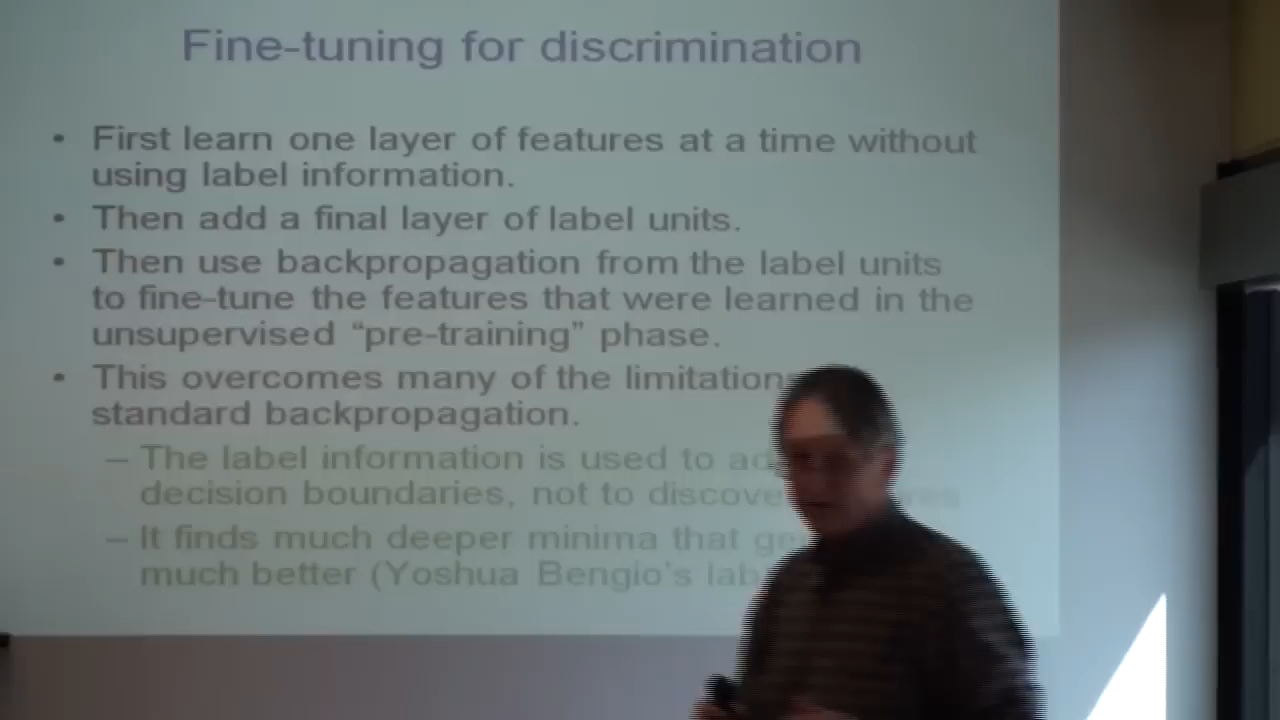 Fine-tuning for discrimination
• First learn one layer of features at a time without
using label information.
• Then add a final layer of label units.
• Then use backpropagation from the label units
to fine-tune the features that were learned in the
unsupervised “pre-training” phase.
• This overcomes many of the
standard backpropagation.
– The label information is used to
decision boundaries, not to
– It finds much deeper minima that
much better (Yoshua Bengio’s lab